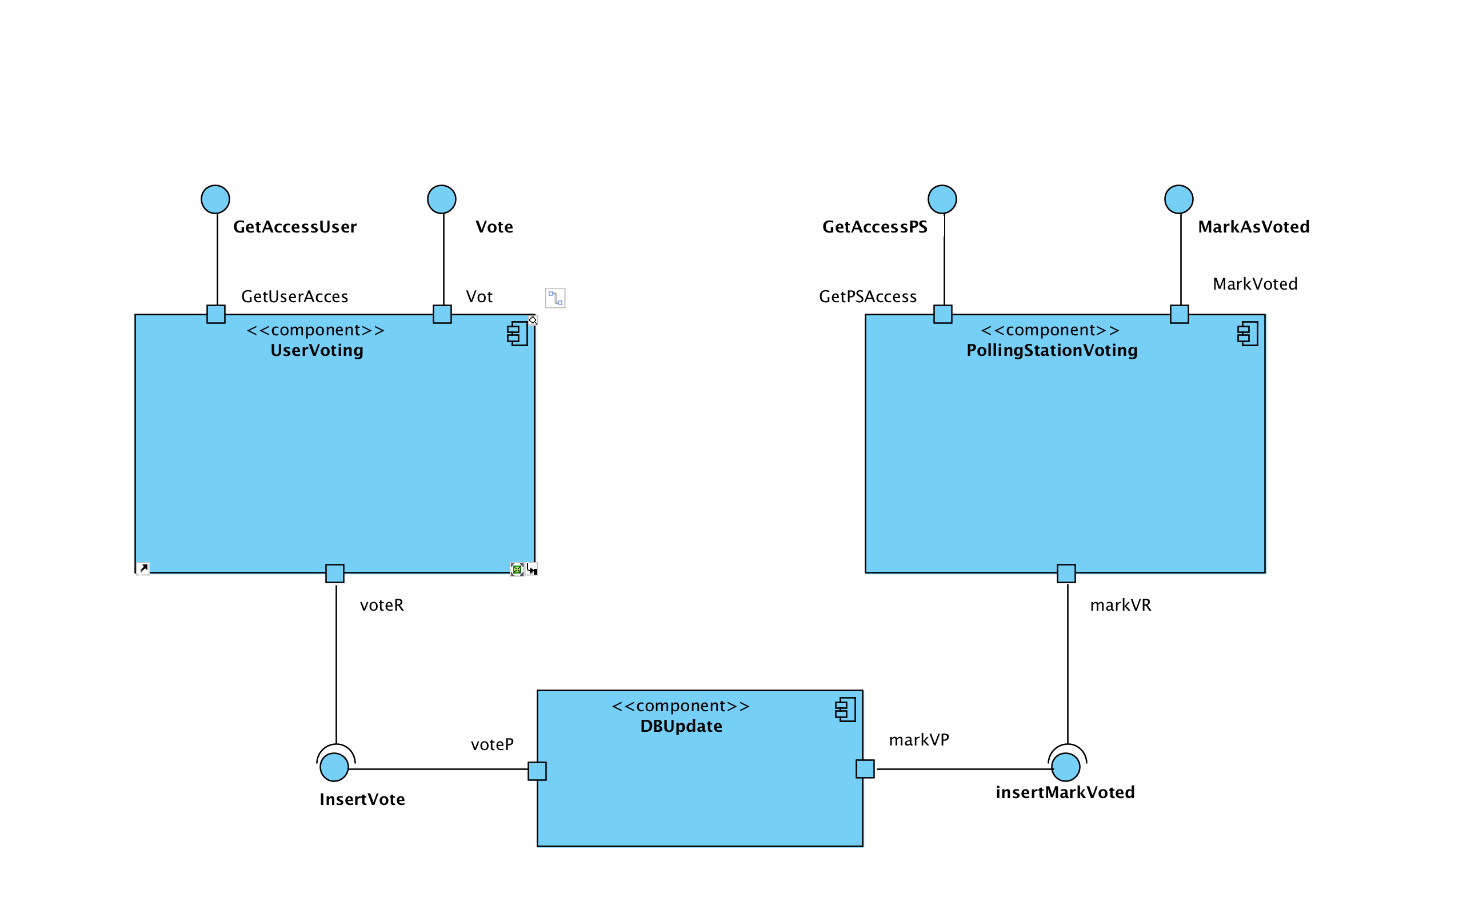 GetAccessUser
Vote
GetAccessPS
MarkAsVoted
GetUserAcces
Vot
GetPSAccess
MarkVoted
<<component>>
UserVoting
<<component>>
PollingStationVoting
voteR
markVR
<<component>>
DBUpdate
voteP
markVP
InsertVote
insertMarkVoted